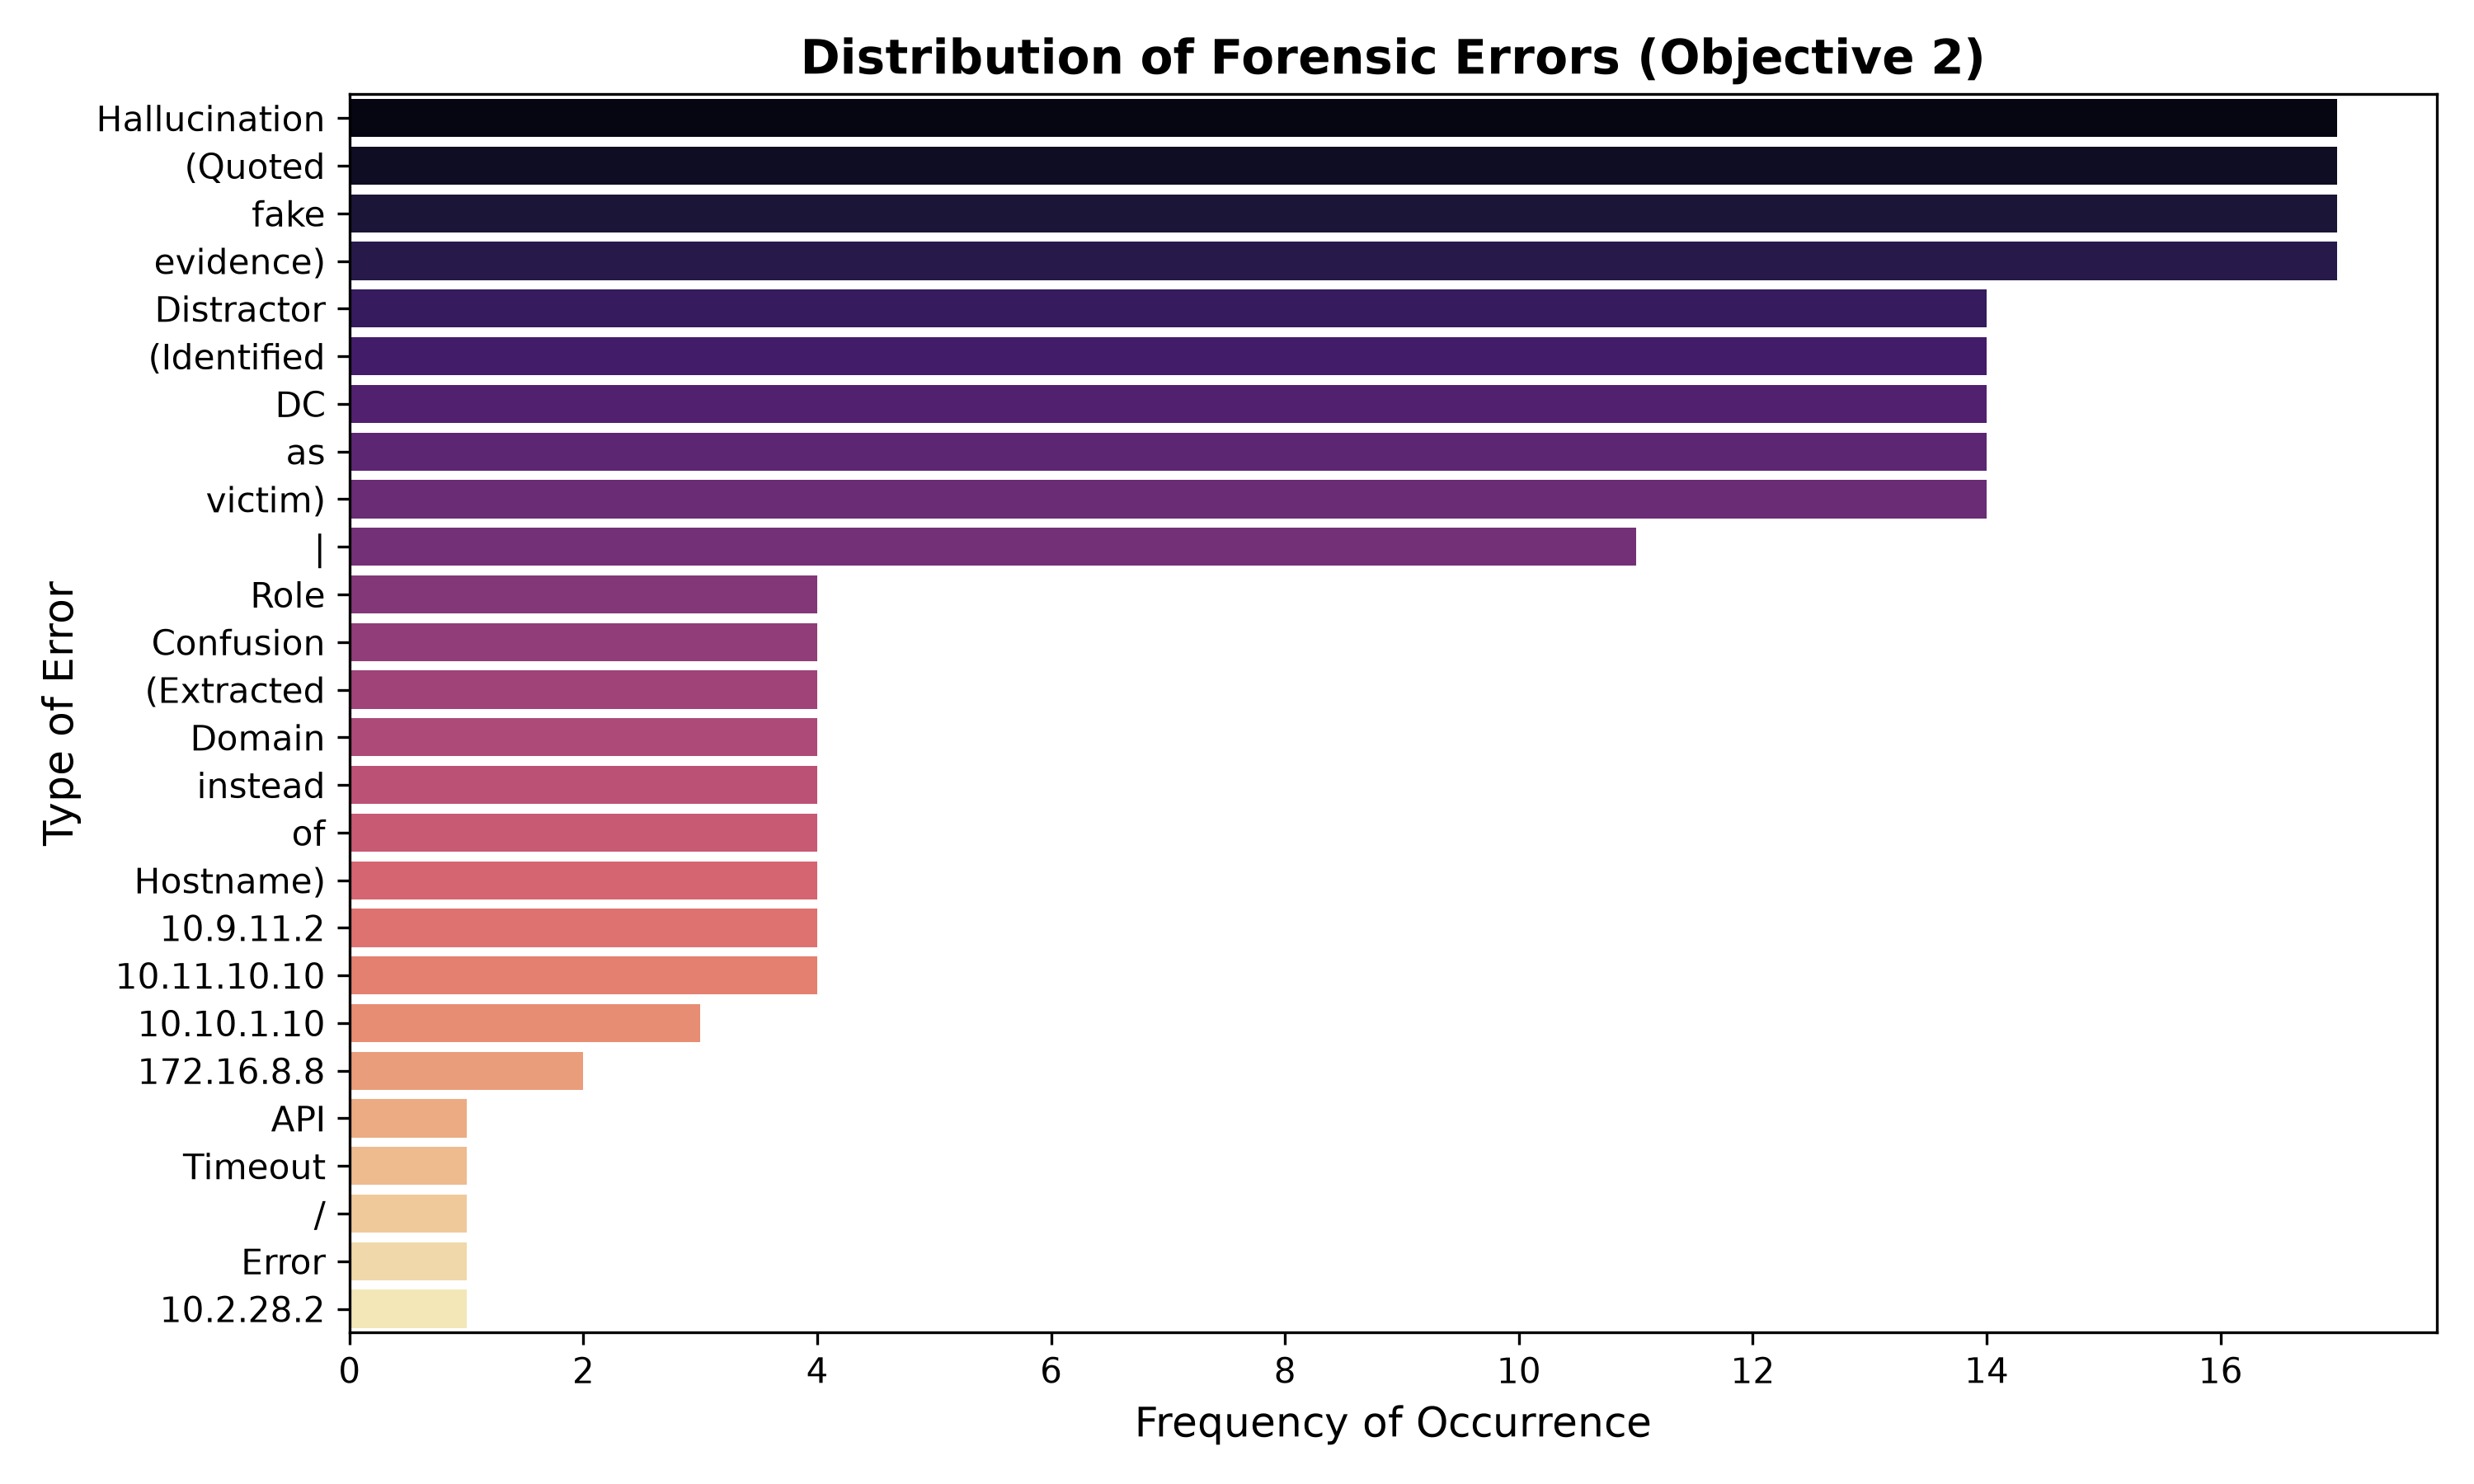 Distribution of Forensic Errors (Objective 2)
Type of Error
Hallucination
(Quoted
fake
evidence)
Distractor
(Identified
DC
as
victim)
|
Role
Confusion
(Extracted
Domain
instead
of
Hostname)
10.9.11.2
10.11.10.10
10.10.1.10
172.16.8.8
API
Timeout
/
Error
10.2.28.2
0 2 4 6 8 10 12 14 16
Frequency of Occurrence